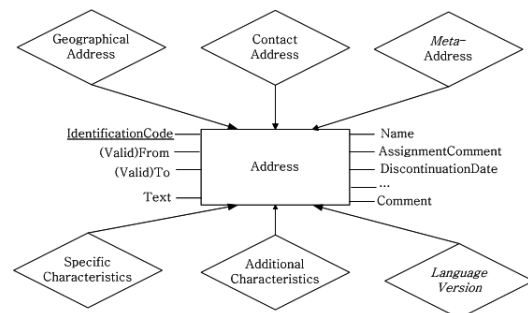 Geographical
Address
Contact
Address
Meta-
Address
IdentificationCode
(Valid)From
(Valid)To
Text
Address
Name
AssignmentComment
DiscontinuationDate
...
Comment
Specific
Characteristics
Additional
Characteristics
Language
Version